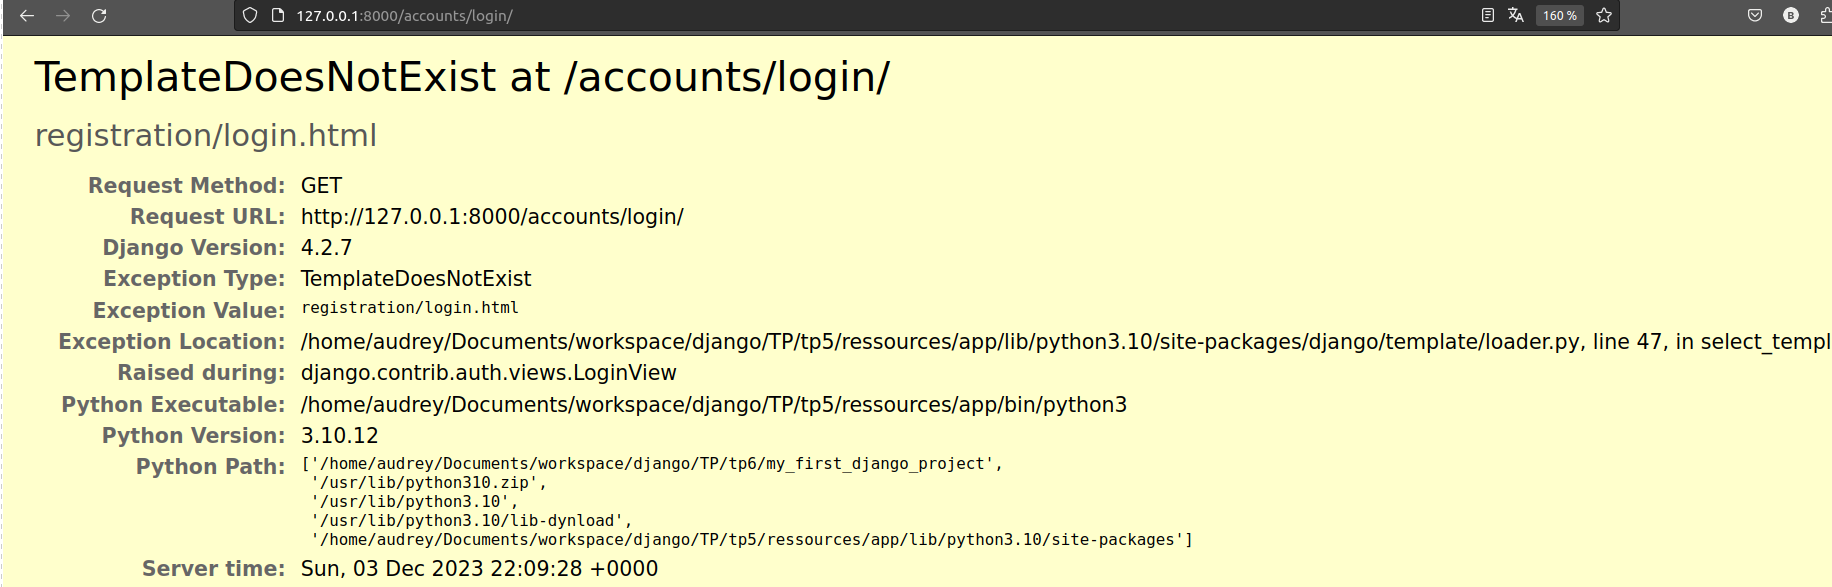 127.0.0.1:8000/accounts/login/
160 %
B
TemplateDoesNotExist at /accounts/login/
registration/login.html
Request Method: GET
Request URL: http://127.0.0.1:8000/accounts/login/
Django Version: 4.2.7
Exception Type: TemplateDoesNotExist
Exception Value: registration/login.html
Exception Location: /home/audrey/Documents/workspace/django/TP/tp5/ressources/app/lib/python3.10/site-packages/django/template/loader.py, line 47, in select_templ
Raised during: django.contrib.auth.views.LoginView
Python Executable: /home/audrey/Documents/workspace/django/TP/tp5/ressources/app/bin/python3
Python Version: 3.10.12
Python Path: ['/home/audrey/Documents/workspace/django/TP/tp6/my_first_django_project',
'/usr/lib/python310.zip',
'/usr/lib/python3.10',
'/usr/lib/python3.10/lib-dynload',
'/home/audrey/Documents/workspace/django/TP/tp5/ressources/app/lib/python3.10/site-packages']
Server time: Sun, 03 Dec 2023 22:09:28 +0000